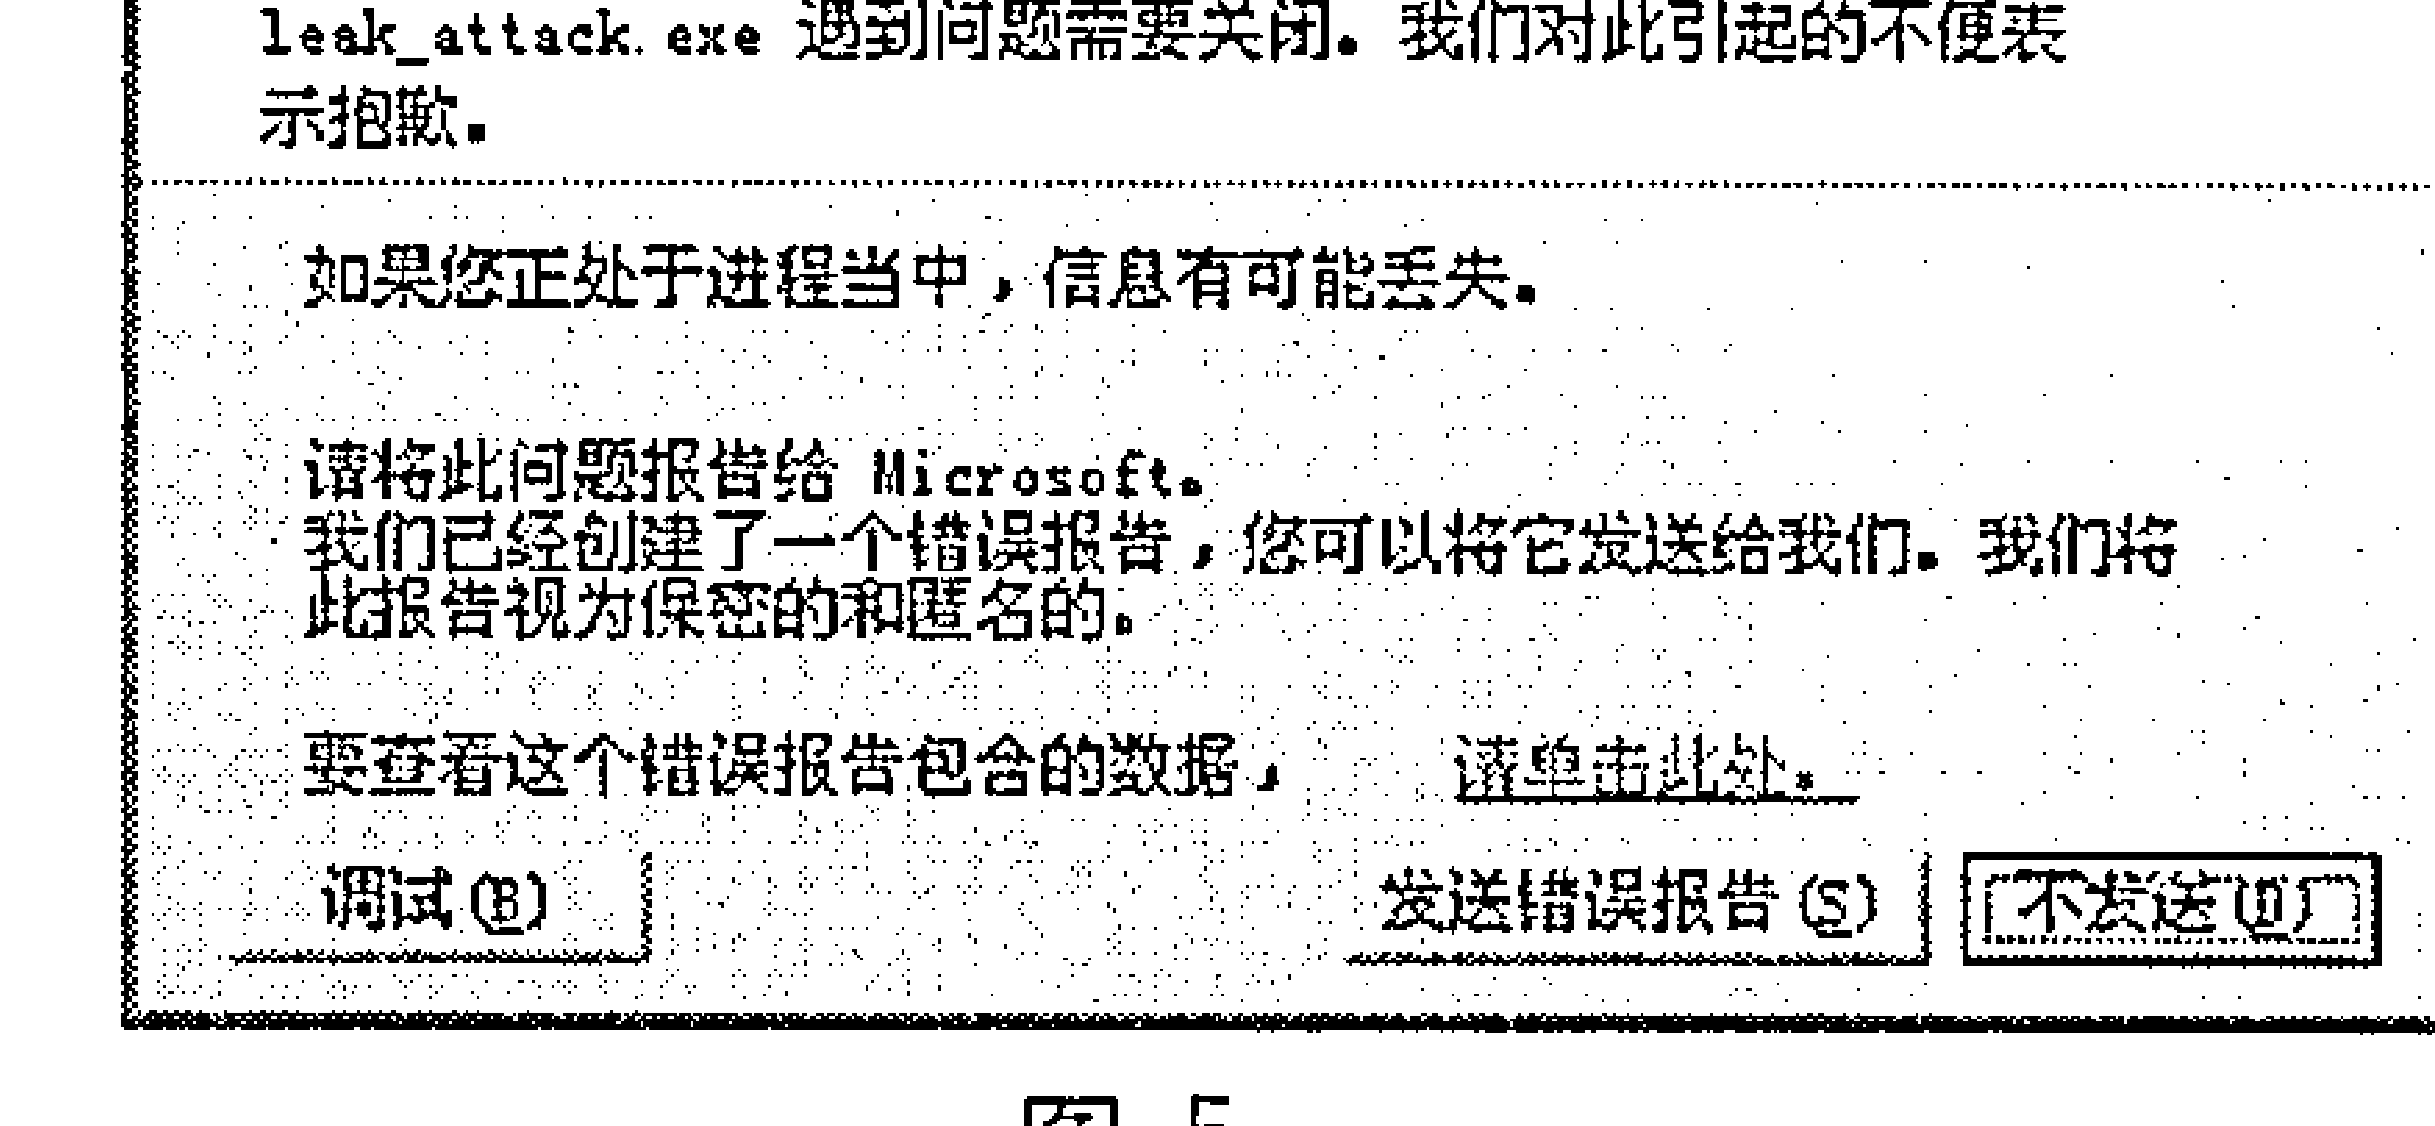 leak_attack.exe 遇到问题需要关闭。我们对此引起的不便表
示抱歉。
如果您正处于进程当中，信息有可能丢失。
请将此问题报告给 Microsoft。
我们已经创建了一个错误报告，您可以将它发送给我们。我们将
此报告视为保密的和匿名的。
要查看这个错误报告包含的数据， 请单击此处。
调试(B) 发送错误报告(S) 不发送(D)